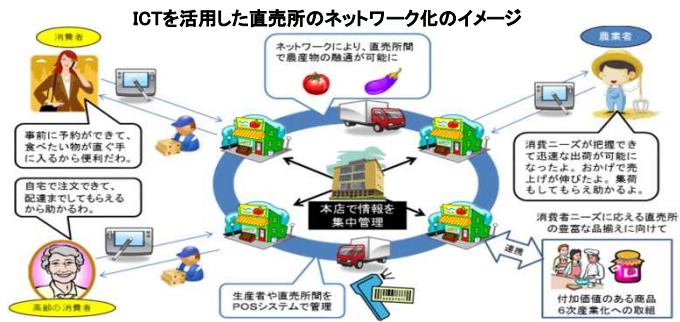 ICTを活用した直売所のネットワーク化のイメージ
消費者
ネットワークにより、直売所間
で農産物の融通が可能に
農業者
事前に予約ができて、
食べたい物が直ぐ手
に入るから便利だわ。
消費ニーズが把握でき
て迅速な出荷が可能に
なったよ。おかげで売
上げが伸びたよ。集荷
もしてもらえ助かるよ。
自宅で注文できて、
配達までしてもらえる
から助かるわ。
本店で情報を
集中管理
消費者ニーズに応える直売所
の豊富な品揃えに向けて
連携
高齢の消費者
生産者や直売所間を
POSシステムで管理
付加価値のある商品
6次産業化への取組